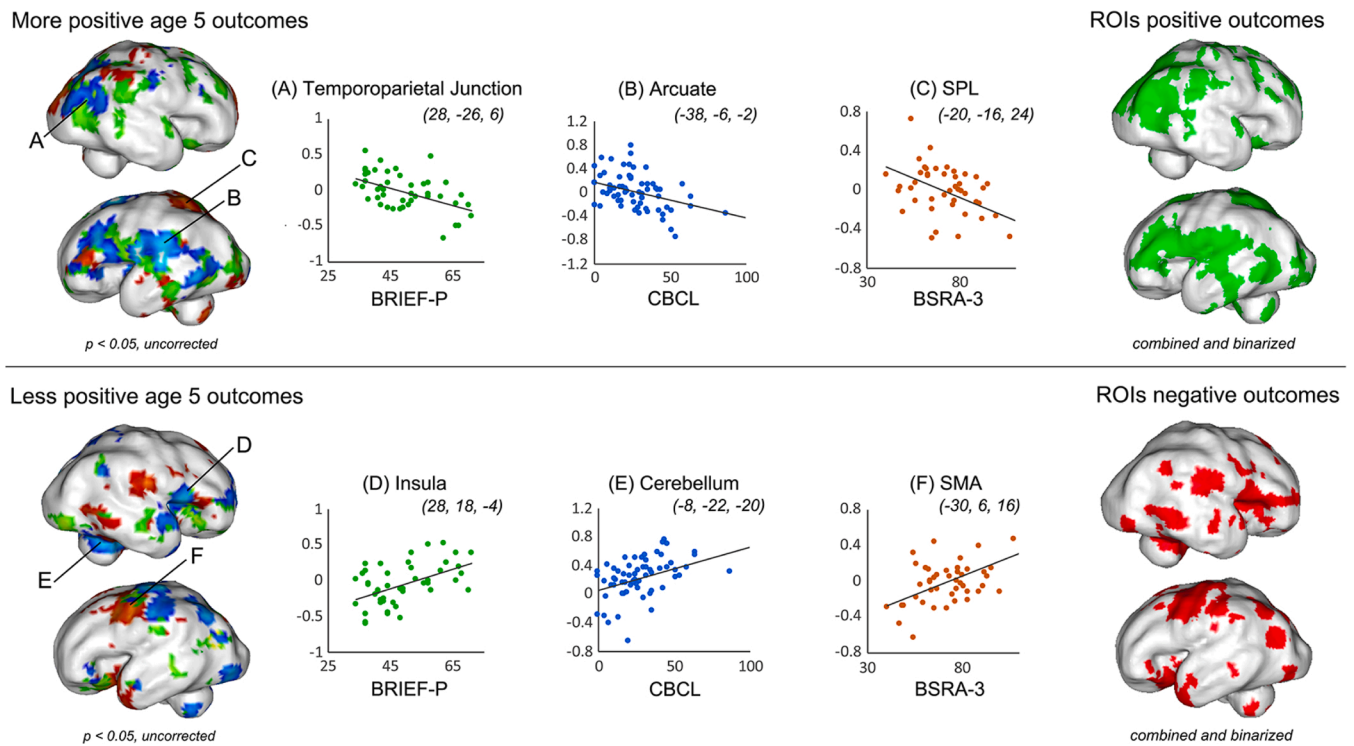 More positive age 5 outcomes
ROIs positive outcomes
A
C
B
p < 0.05, uncorrected
(A) Temporoparietal Junction
(28, -26, 6)
1
0.5
0
-0.5
-1
25
45
65
BRIEF-P
(B) Arcuate
(-38, -6, -2)
1.2
0.8
0.4
0
-0.4
-0.8
-1.2
0
50
100
CBCL
(C) SPL
(-20, -16, 24)
0.8
0.4
0
-0.4
-0.8
30
80
BSRA-3
combined and binarized
Less positive age 5 outcomes
ROIs negative outcomes
D
E
F
p < 0.05, uncorrected
(D) Insula
(28, 18, -4)
1
0.5
0
-0.5
-1
25
45
65
BRIEF-P
(E) Cerebellum
(-8, -22, -20)
1.2
0.8
0.4
0
-0.4
-0.8
0
50
100
CBCL
(F) SMA
(-30, 6, 16)
0.8
0.4
0
-0.4
-0.8
30
80
BSRA-3
combined and binarized